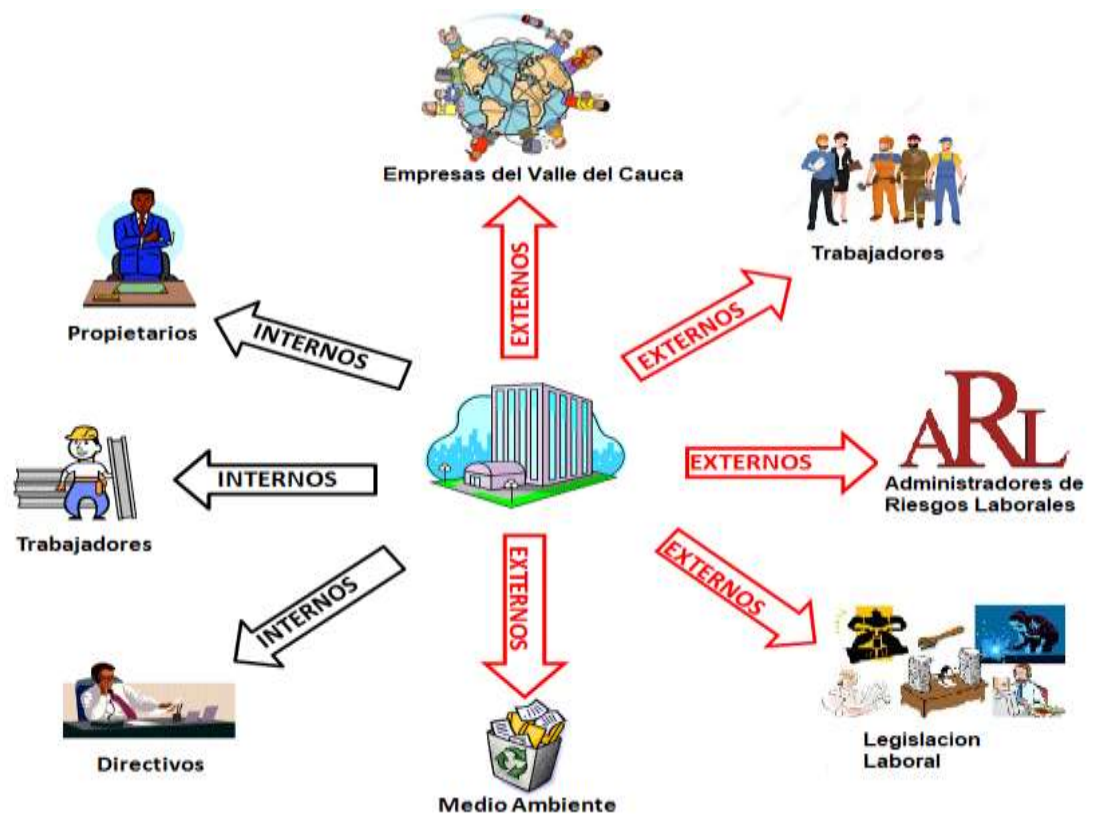 Empresas del Valle del Cauca
Trabajadores
Propietarios
EXTERNOS
EXTERNOS
INTERNOS
ARL
Administradores de
Riesgos Laborales
EXTERNOS
INTERNOS
Trabajadores
EXTERNOS
EXTERNOS
INTERNOS
Directivos
Legislacion
Laboral
Medio Ambiente